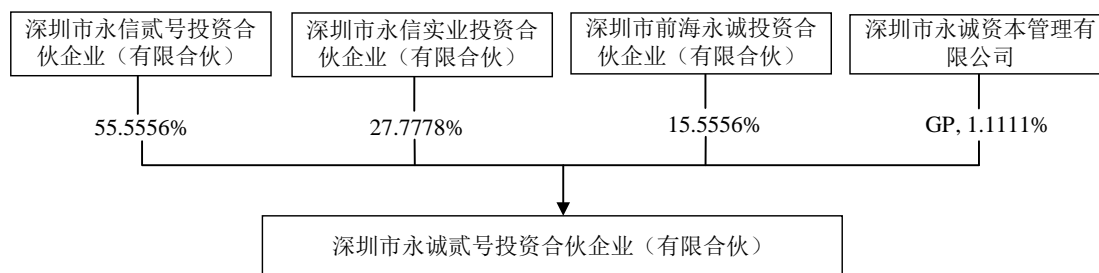 深圳市永信贰号投资合
伙企业（有限合伙）
深圳市永信实业投资合
伙企业（有限合伙）
深圳市前海永诚投资合
伙企业（有限合伙）
深圳市永诚资本管理有
限公司
55.5556%
27.7778%
15.5556%
GP, 1.1111%
深圳市永诚贰号投资合伙企业（有限合伙）